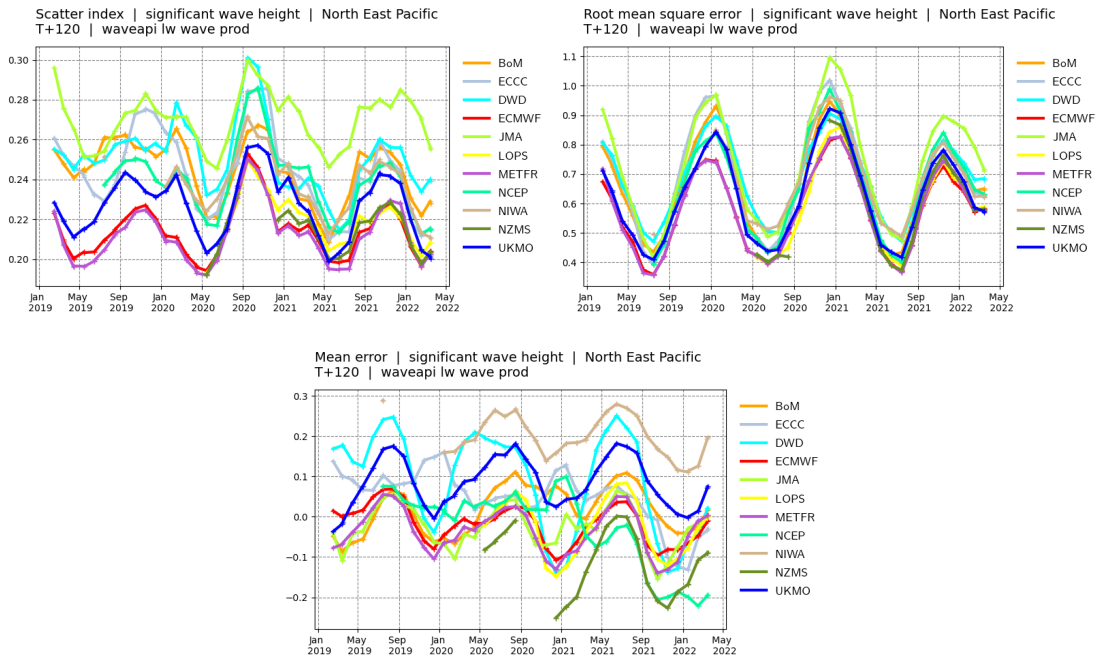 Scatter index | significant wave height | North East Pacific
T+120 | waveapi lw wave prod
0.30
0.28
0.26
0.24
0.22
0.20
Jan May Sep Jan May Sep Jan May Sep Jan May
2019 2019 2019 2020 2020 2020 2021 2021 2021 2022 2022
BoM
ECCC
DWD
ECMWF
JMA
LOPS
METFR
NCEP
NIWA
NZMS
UKMO
Root mean square error | significant wave height | North East Pacific
T+120 | waveapi lw wave prod
1.1
1.0
0.9
0.8
0.7
0.6
0.5
0.4
Jan May Sep Jan May Sep Jan May Sep Jan May
2019 2019 2019 2020 2020 2020 2021 2021 2021 2022 2022
BoM
ECCC
DWD
ECMWF
JMA
LOPS
METFR
NCEP
NIWA
NZMS
UKMO
Mean error | significant wave height | North East Pacific
T+120 | waveapi lw wave prod
0.3
0.2
0.1
0.0
−0.1
−0.2
Jan May Sep Jan May Sep Jan May Sep Jan May
2019 2019 2019 2020 2020 2020 2021 2021 2021 2022 2022
BoM
ECCC
DWD
ECMWF
JMA
LOPS
METFR
NCEP
NIWA
NZMS
UKMO